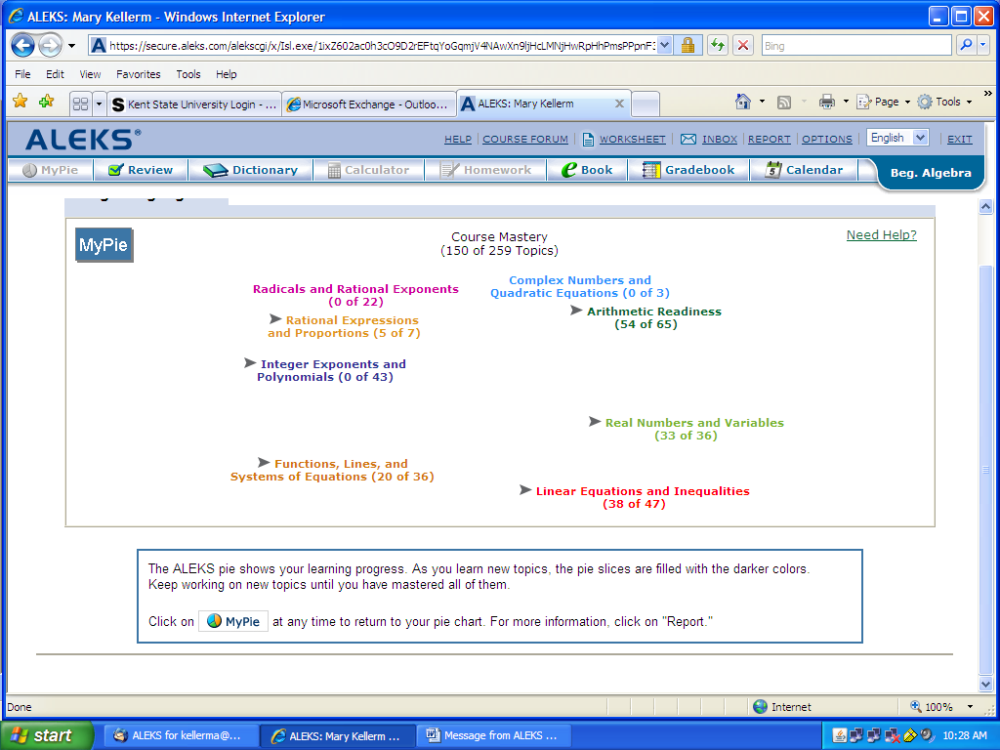 ALEKS: Mary Kellerm - Windows Internet Explorer
https://secure.aleks.com/alekscgi/x/Isl.exe/
Bing
File Edit View Favorites Tools Help
Kent State University Login - ... Microsoft Exchange - Outloo... ALEKS: Mary Kellerm Page Tools
ALEKS® HELP COURSE FORUM WORKSHEET INBOX REPORT OPTIONS English EXIT
MyPie Review Dictionary Calculator Homework eBook Gradebook Calendar Beg. Algebra
MyPie
Course Mastery
(150 of 259 Topics)
Need Help?
Radicals and Rational Exponents
(0 of 22)
Complex Numbers and
Quadratic Equations (0 of 3)
Rational Expressions
and Proportions (5 of 7)
Arithmetic Readiness
(54 of 65)
Integer Exponents and
Polynomials (0 of 43)
Real Numbers and Variables
(33 of 36)
Functions, Lines, and
Systems of Equations (20 of 36)
Linear Equations and Inequalities
(38 of 47)
The ALEKS pie shows your learning progress. As you learn new topics, the pie slices are filled with the darker colors.
Keep working on new topics until you have mastered all of them.
Click on MyPie at any time to return to your pie chart. For more information, click on "Report."
Done Internet 100%
start ALEKS for kellerma@... ALEKS: Mary Kellerm ... Message from ALEKS ... 10:28 AM